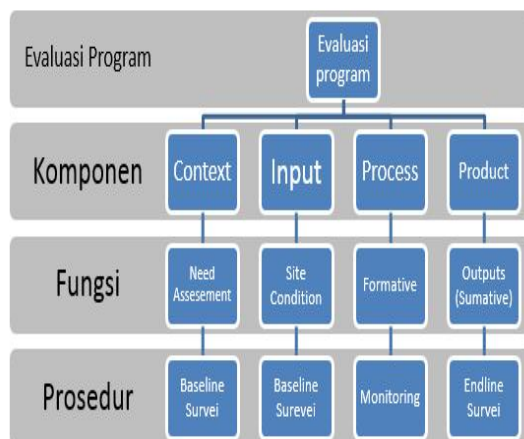 Evaluasi Program
Evaluasi
program
Komponen
Context
Input
Process
Product
Fungsi
Need
Assesement
Site
Condition
Formative
Outputs
(Sumative)
Prosedur
Baseline
Survei
Baseline
Surevei
Monitoring
Endline
Survei